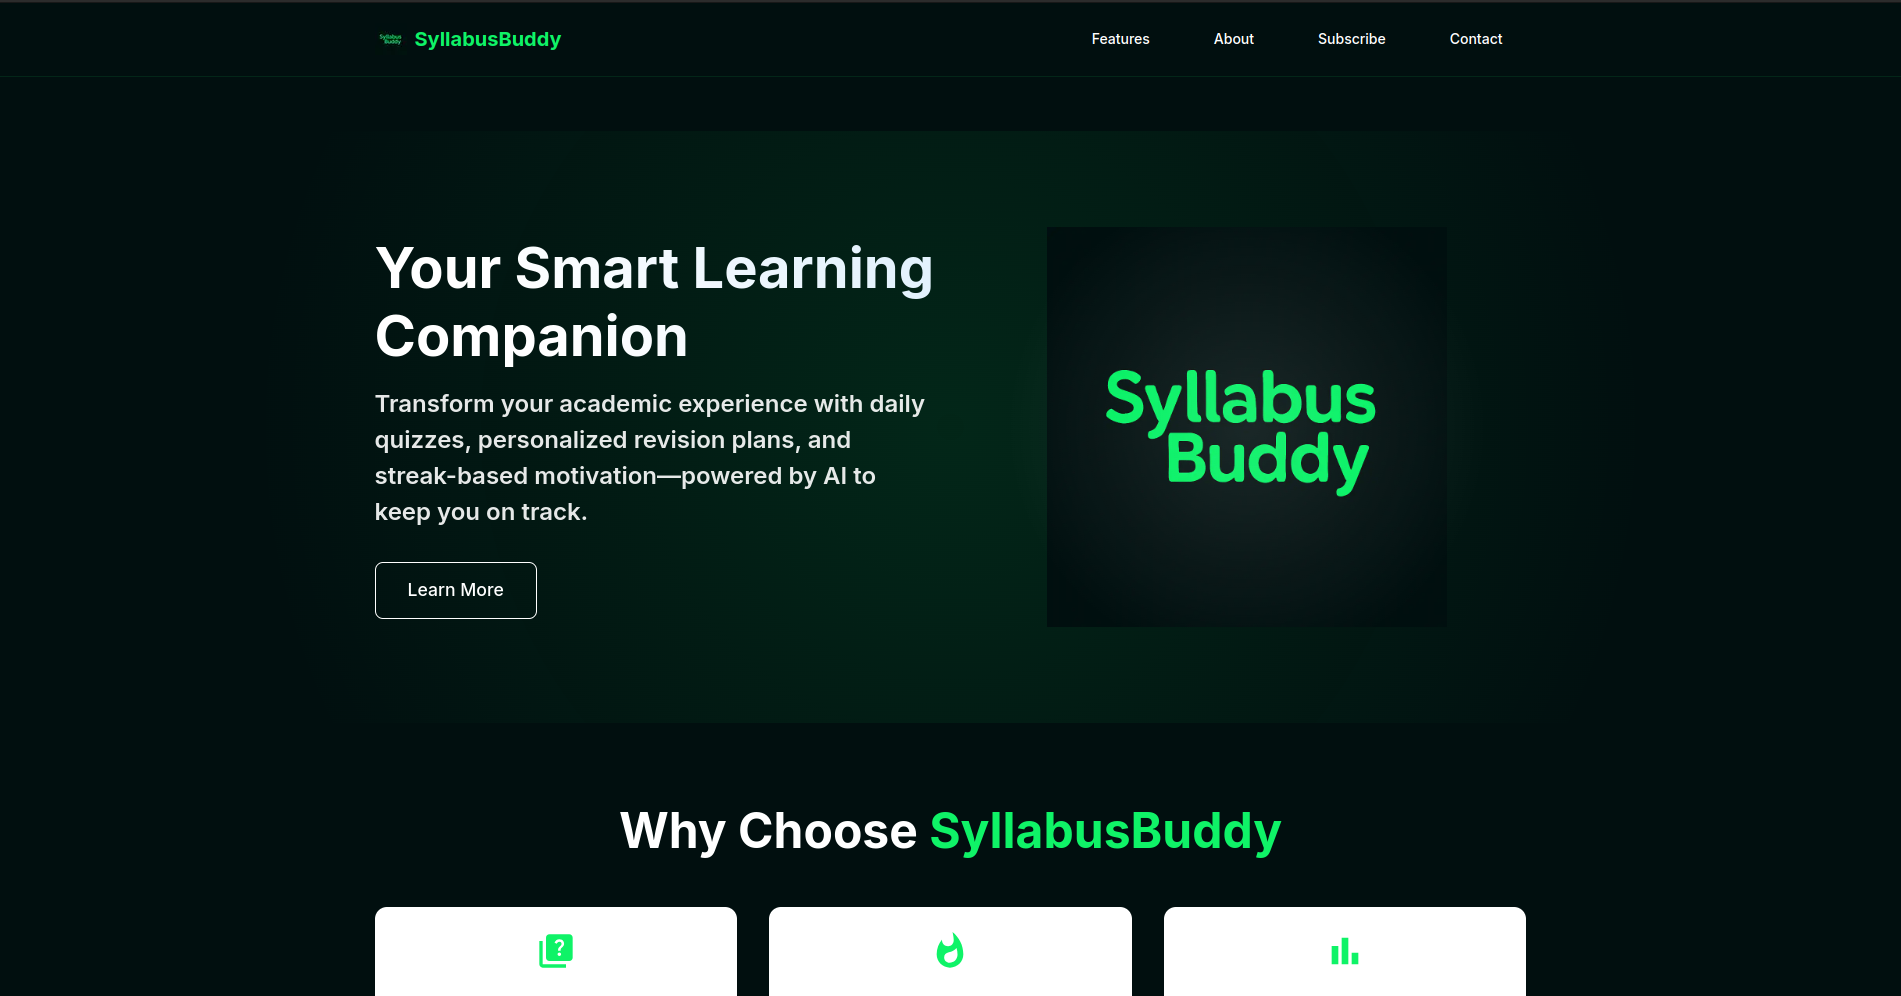 Syllabus
Buddy
SyllabusBuddy
Features
About
Subscribe
Contact
Your Smart Learning
Companion
Transform your academic experience with daily
quizzes, personalized revision plans, and
streak-based motivation—powered by AI to
keep you on track.
Learn More
Syllabus
Buddy
Why Choose SyllabusBuddy
?